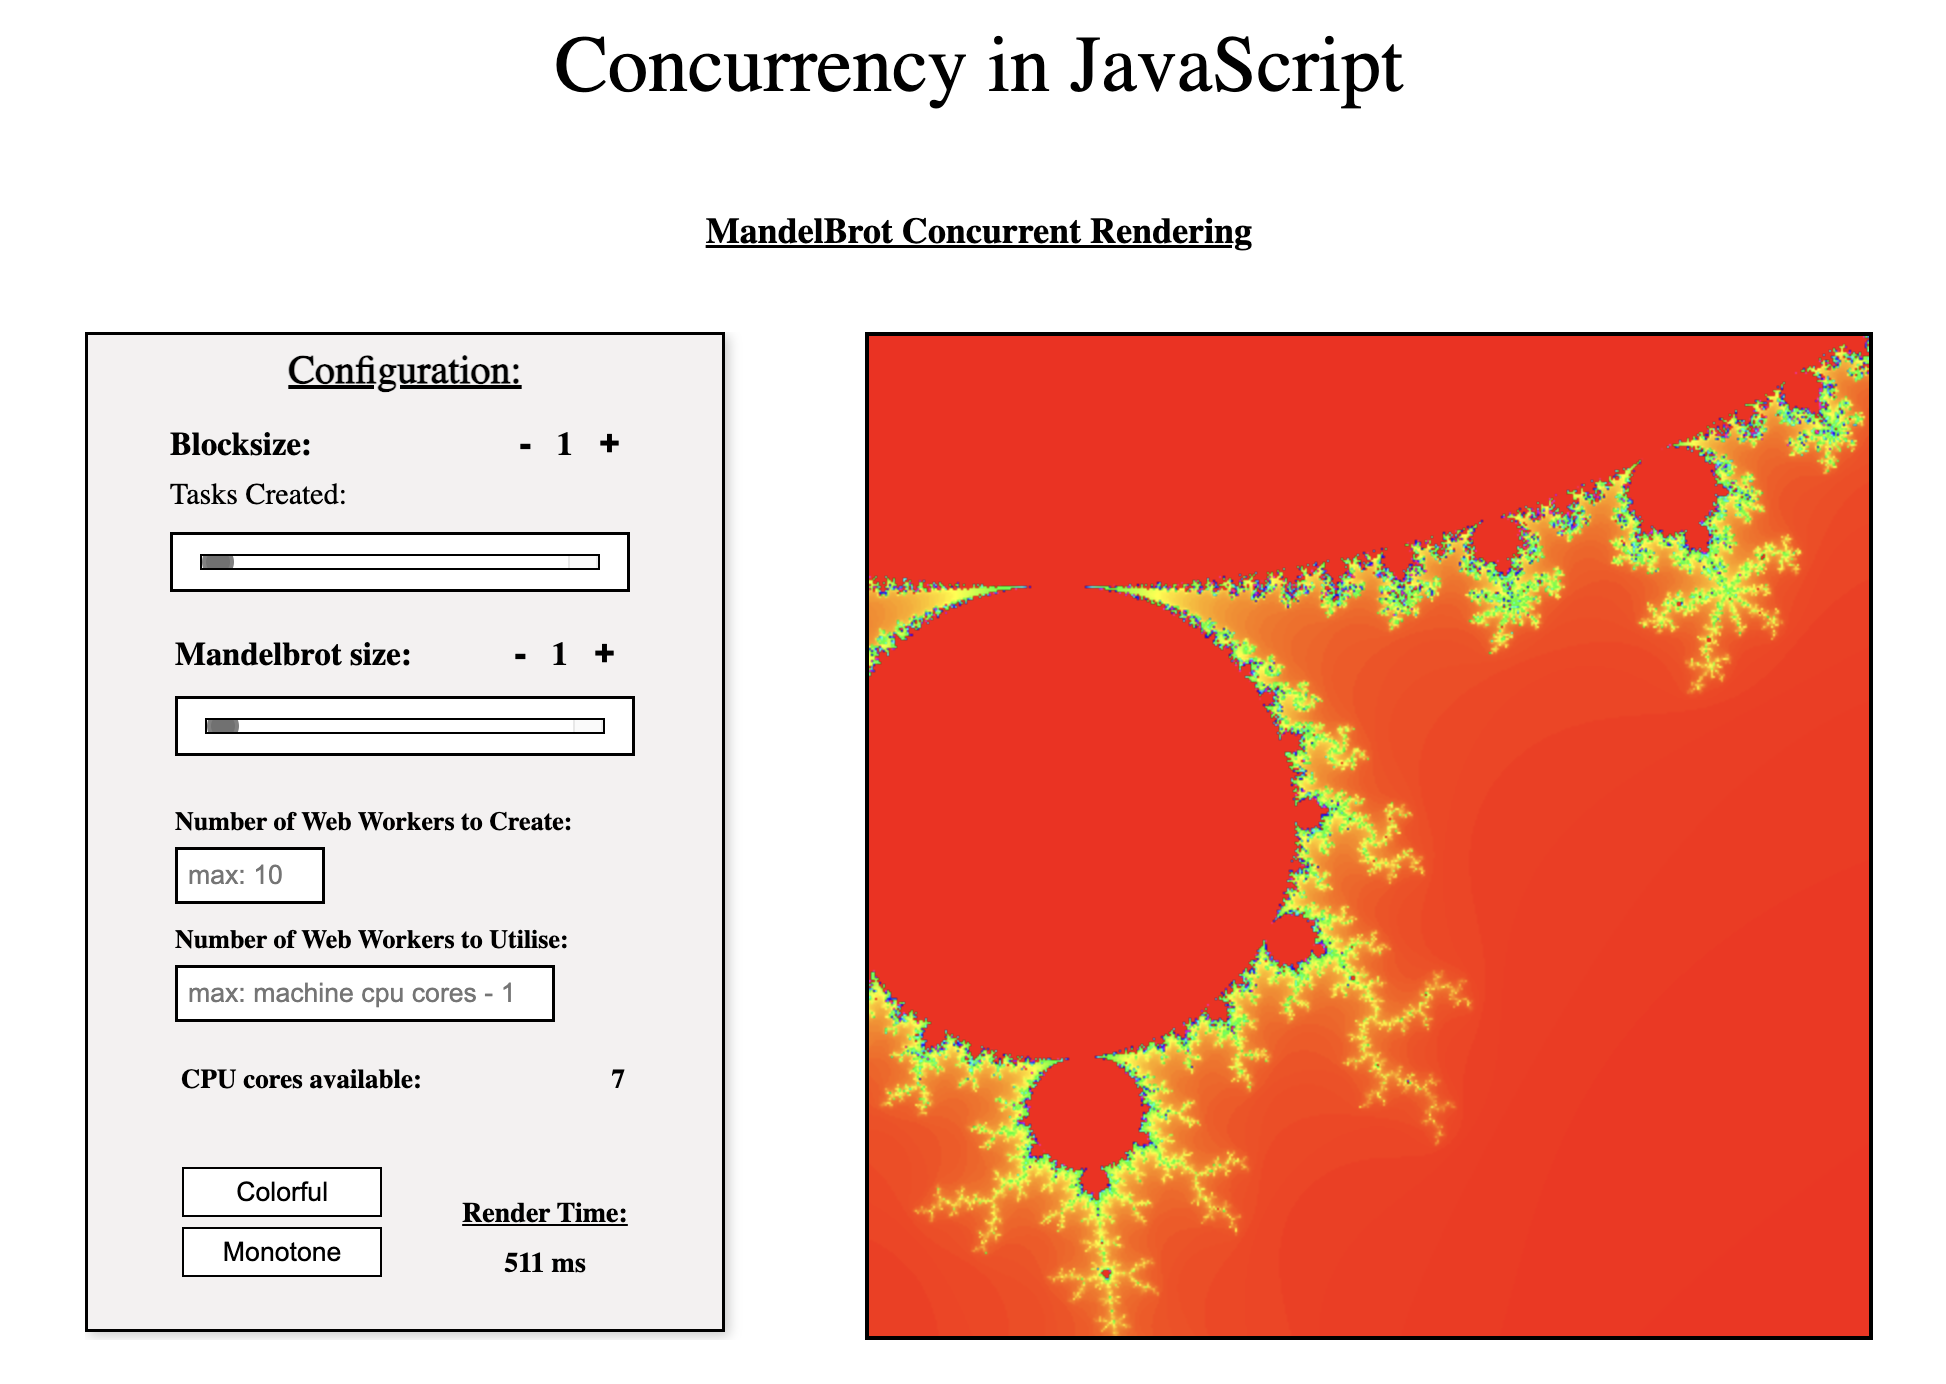 Concurrency in JavaScript
MandelBrot Concurrent Rendering
Configuration:
Blocksize: - 1 +
Tasks Created:
Mandelbrot size: - 1 +
Number of Web Workers to Create:
max: 10
Number of Web Workers to Utilise:
max: machine cpu cores - 1
CPU cores available: 7
Colorful
Monotone
Render Time:
511 ms